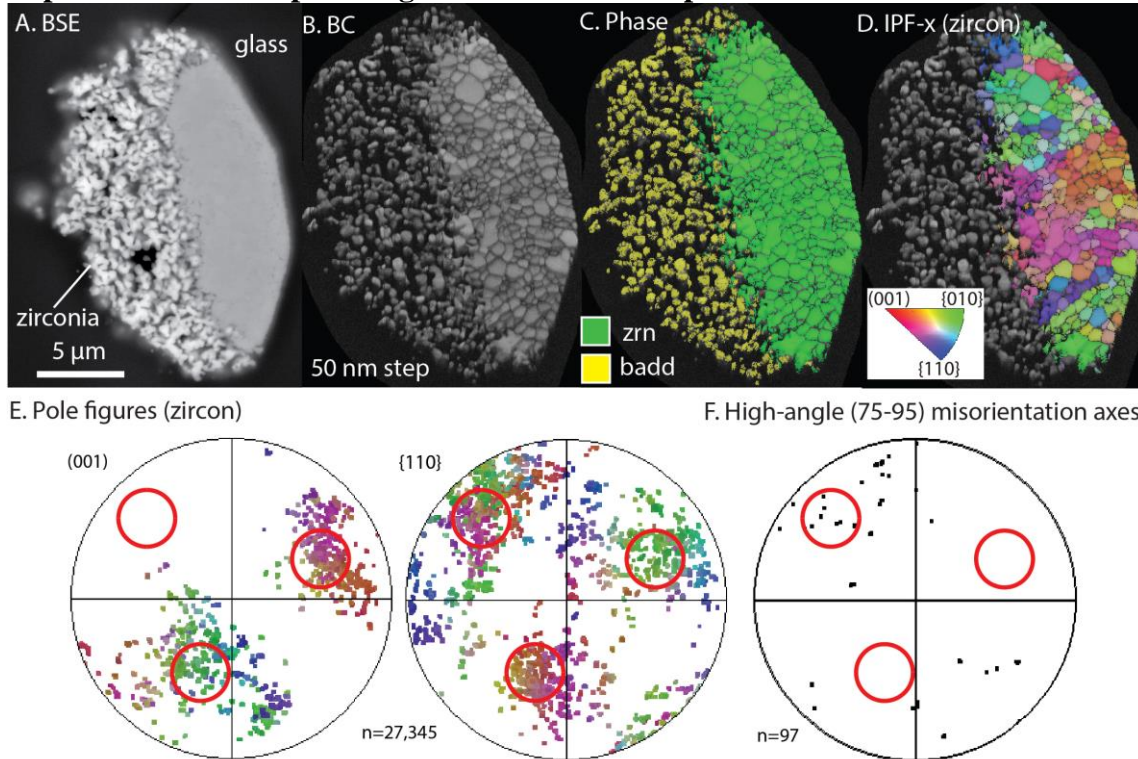 A. BSE
glass
zirconia
5 µm
B. BC
50 nm step
C. Phase
zrn
badd
D. IPF-x (zircon)
(001)
{010}
{110}
E. Pole figures (zircon)
(001)
{110}
n=27,345
F. High-angle (75-95) misorientation axes
n=97